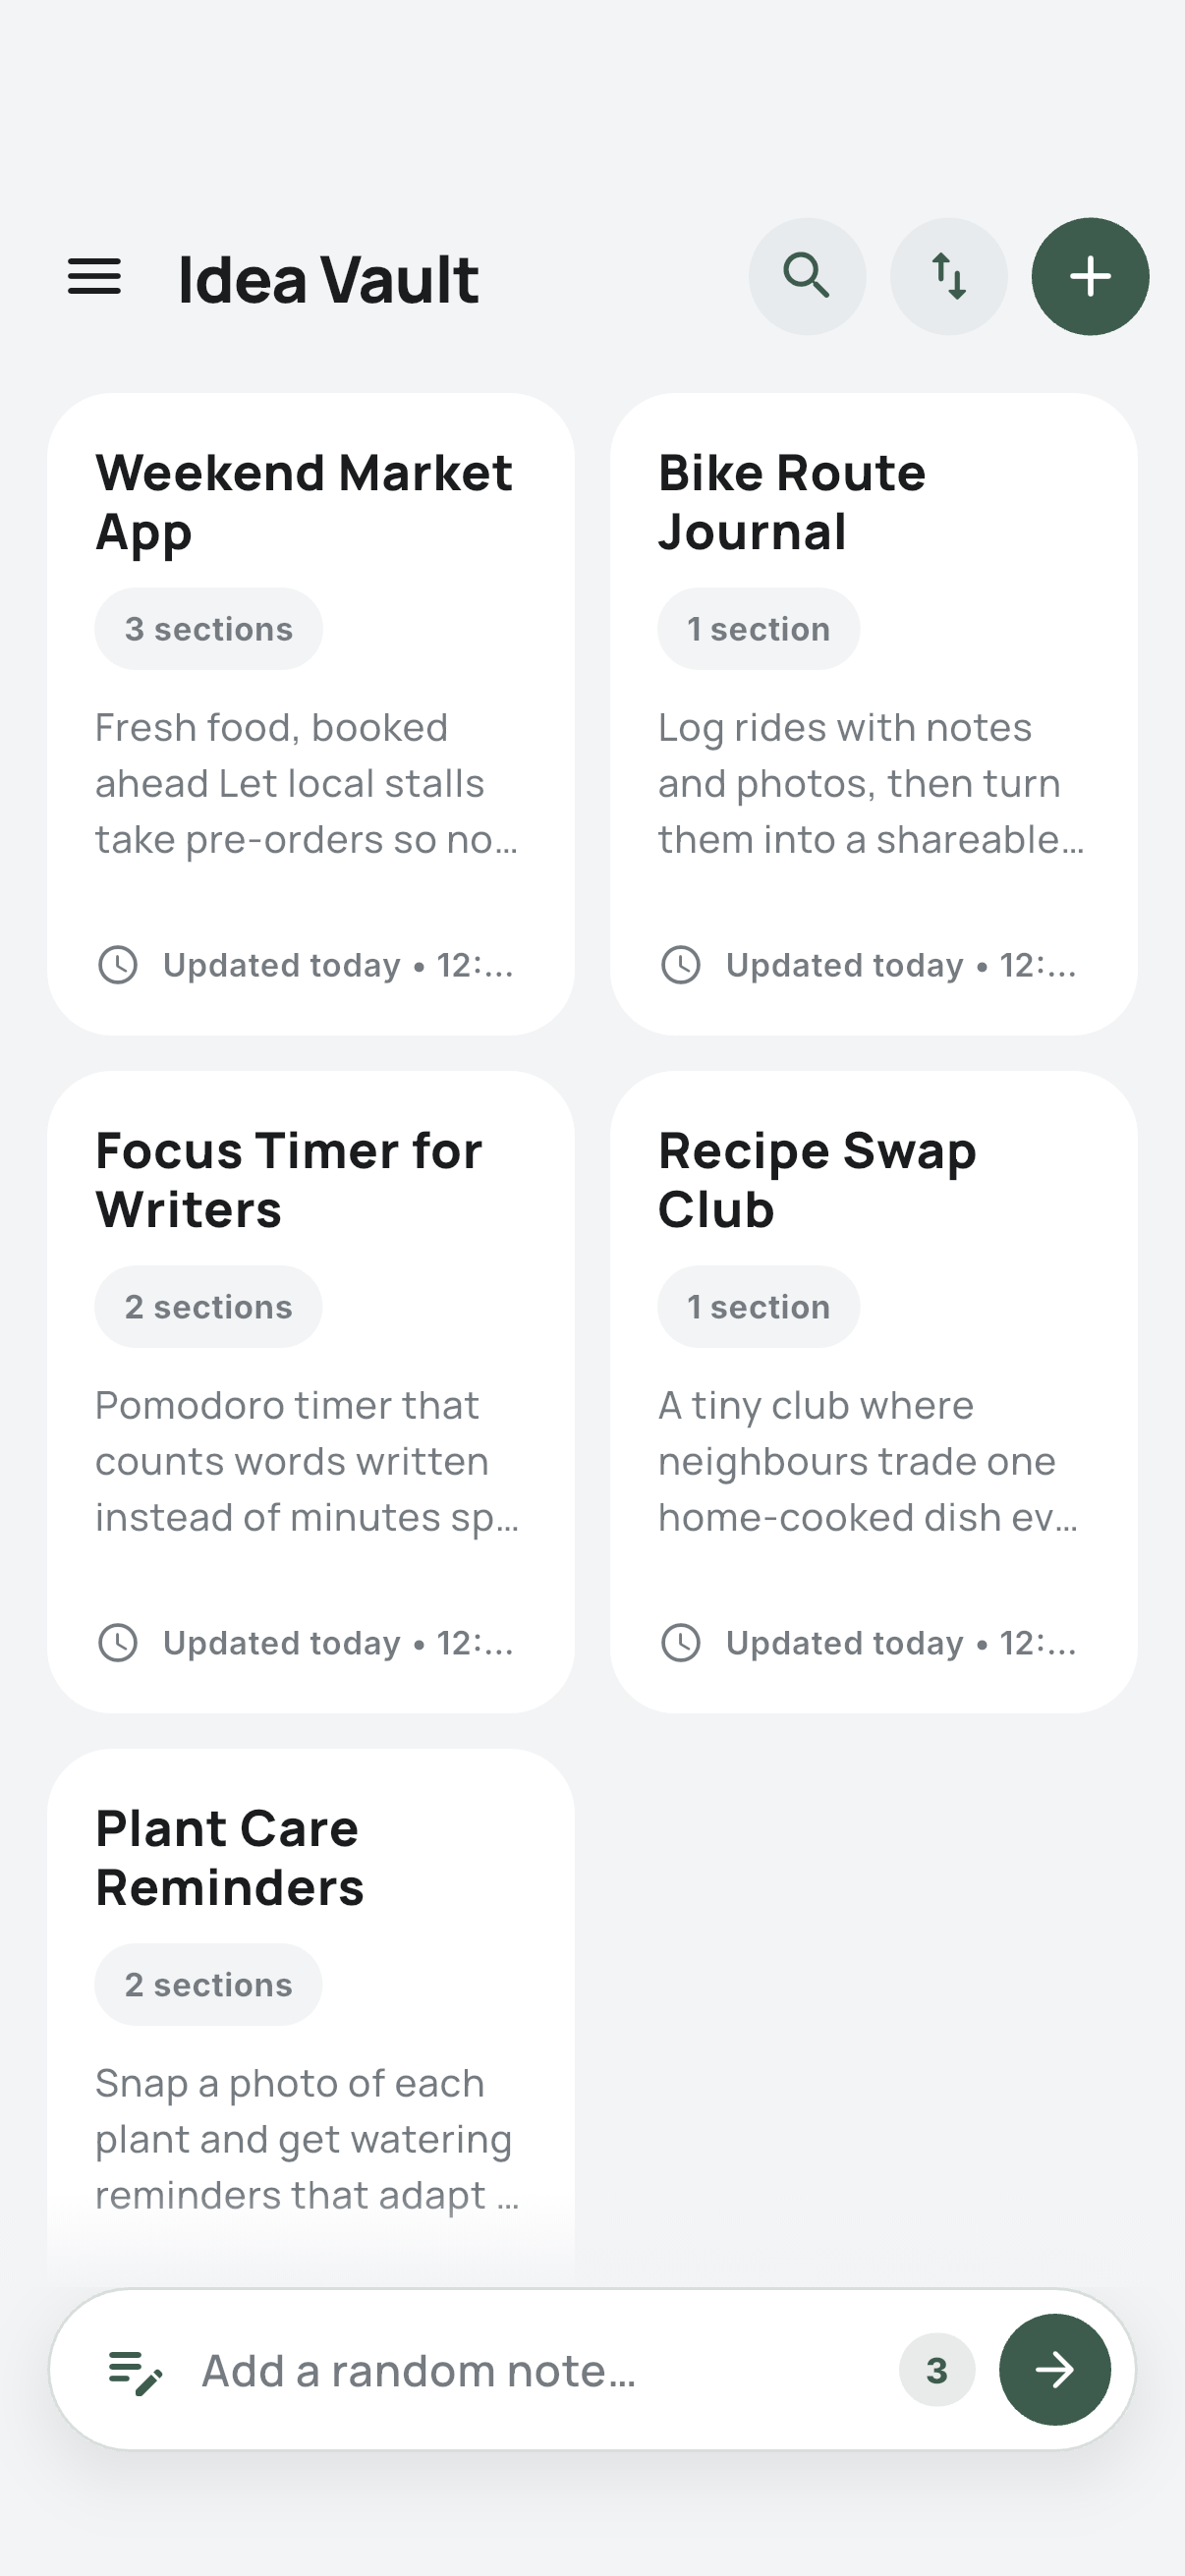 Idea Vault
Weekend Market
App
3 sections
Fresh food, booked
ahead Let local stalls
take pre-orders so no…
Updated today • 12:…
Bike Route
Journal
1 section
Log rides with notes
and photos, then turn
them into a shareable…
Updated today • 12:…
Focus Timer for
Writers
2 sections
Pomodoro timer that
counts words written
instead of minutes sp…
Updated today • 12:…
Recipe Swap
Club
1 section
A tiny club where
neighbours trade one
home-cooked dish ev…
Updated today • 12:…
Plant Care
Reminders
2 sections
Snap a photo of each
plant and get watering
reminders that adapt …
Add a random note…
3